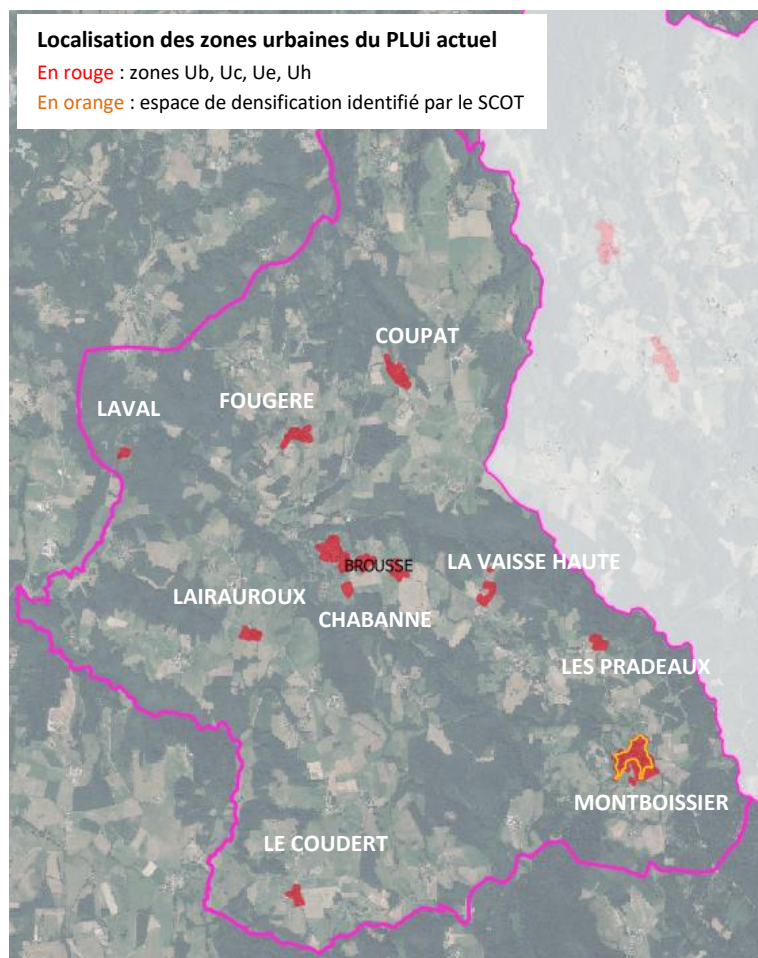 Localisation des zones urbaines du PLUi actuel
En rouge : zones Ub, Uc, Ue, Uh
En orange : espace de densification identifié par le SCOT
COUPAT
LAVAL
FOUGERE
BROUSSE
LA VAISSE HAUTE
LAIRAUROUX
CHABANNE
LES PRADEAUX
MONTBOISSIER
LE COUDERT